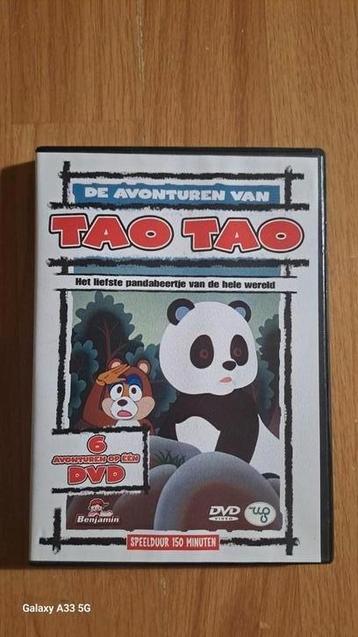 DE AVONTUREN VAN
TAO TAO
Het liefste pandabeertje van de hele wereld
6
AVONTUREN OP EEN
DVD
Benjamin
DVD
VIDEO
SPEELDUUR 150 MINUTEN
Galaxy A33 5G